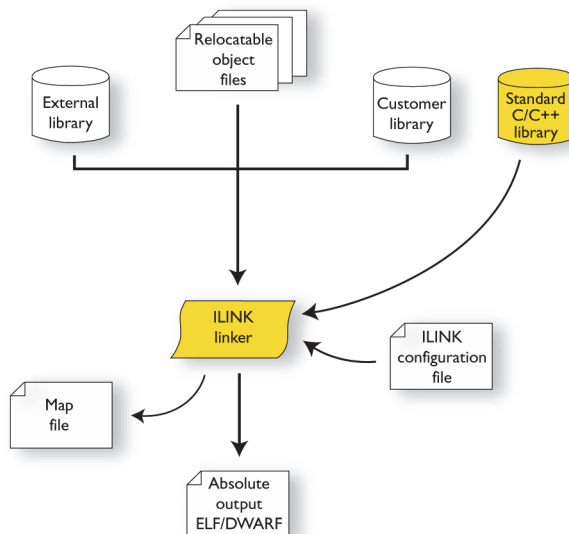 Relocatable
object
files
External
library
Customer
library
Standard
C/C++
library
ILINK
linker
ILINK
configuration
file
Map
file
Absolute
output
ELF/DWARF